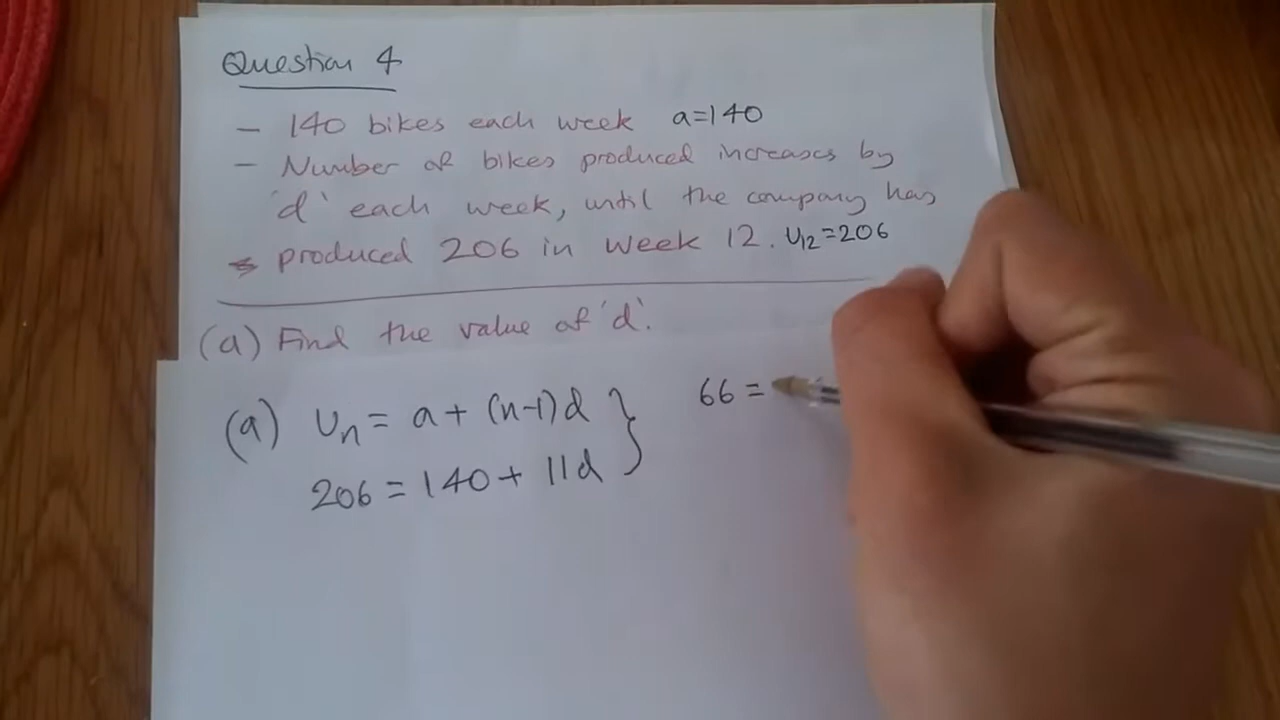 Question 4
- 140 bikes each week a=140
- Number of bikes produced increases by
'd' each week, until the company has
produced 206 in week 12. U12=206
(a) Find the value of 'd'.
(a) Un = a + (n-1)d }
206 = 140 + 11d
66 =